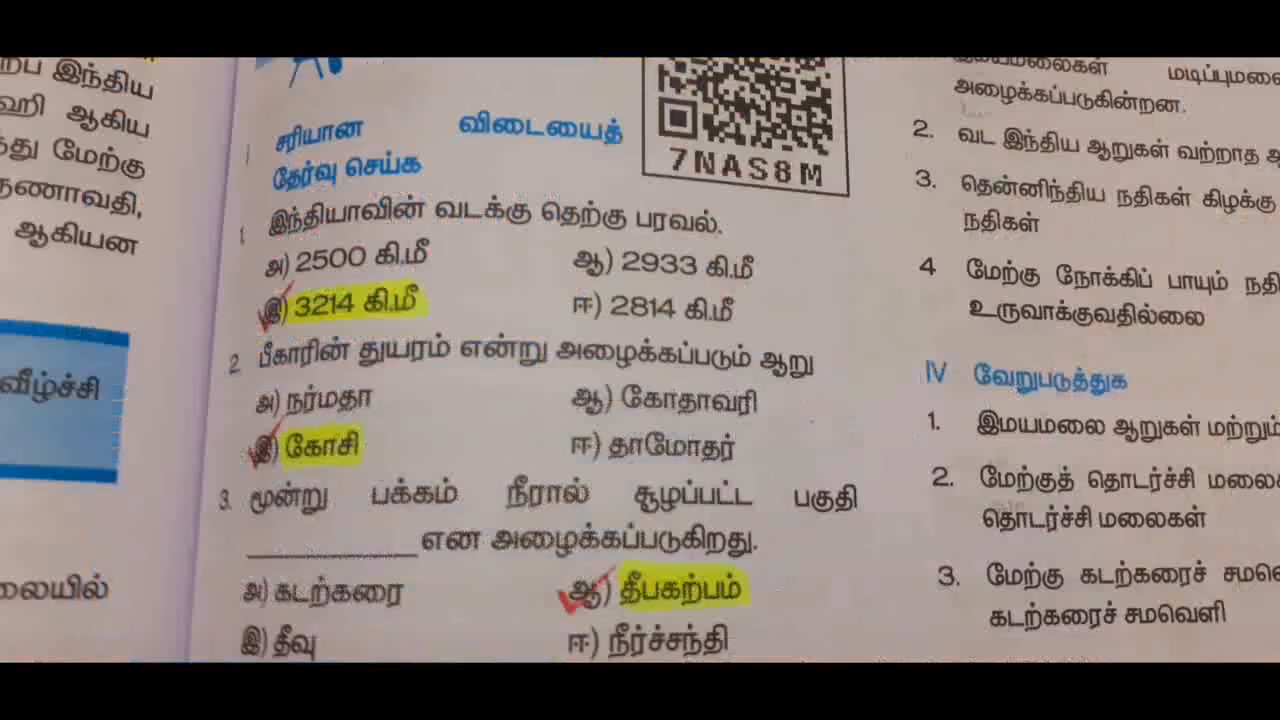 இந்திய
ஆகிய
மேற்கு
ஆகியன
I சரியான விடையைத்
தேர்வு செய்க
7NAS8M
1. இந்தியாவின் வடக்கு தெற்கு பரவல்.
அ) 2500 கி.மீ ஆ) 2933 கி.மீ
இ) 3214 கி.மீ ஈ) 2814 கி.மீ
2. பீகாரின் துயரம் என்று அழைக்கப்படும் ஆறு
அ) நர்மதா ஆ) கோதாவரி
இ) கோசி ஈ) தாமோதர்
3. மூன்று பக்கம் நீரால் சூழப்பட்ட பகுதி
__________ என அழைக்கப்படுகிறது.
அ) கடற்கரை ஆ) தீபகற்பம்
இ) தீவு ஈ) நீர்ச்சந்தி
அழைக்கப்படுகின்றன.
2. வட இந்திய ஆறுகள் வற்றாத
3. தென்னிந்திய நதிகள் கிழக்கு
நதிகள்
4 மேற்கு நோக்கிப் பாயும்
உருவாக்குவதில்லை
IV வேறுபடுத்துக
1. இமயமலை ஆறுகள் மற்றும்
2. மேற்குத் தொடர்ச்சி
தொடர்ச்சி மலைகள்
3. மேற்கு கடற்கரைச்
கடற்கரைச் சமவெளி